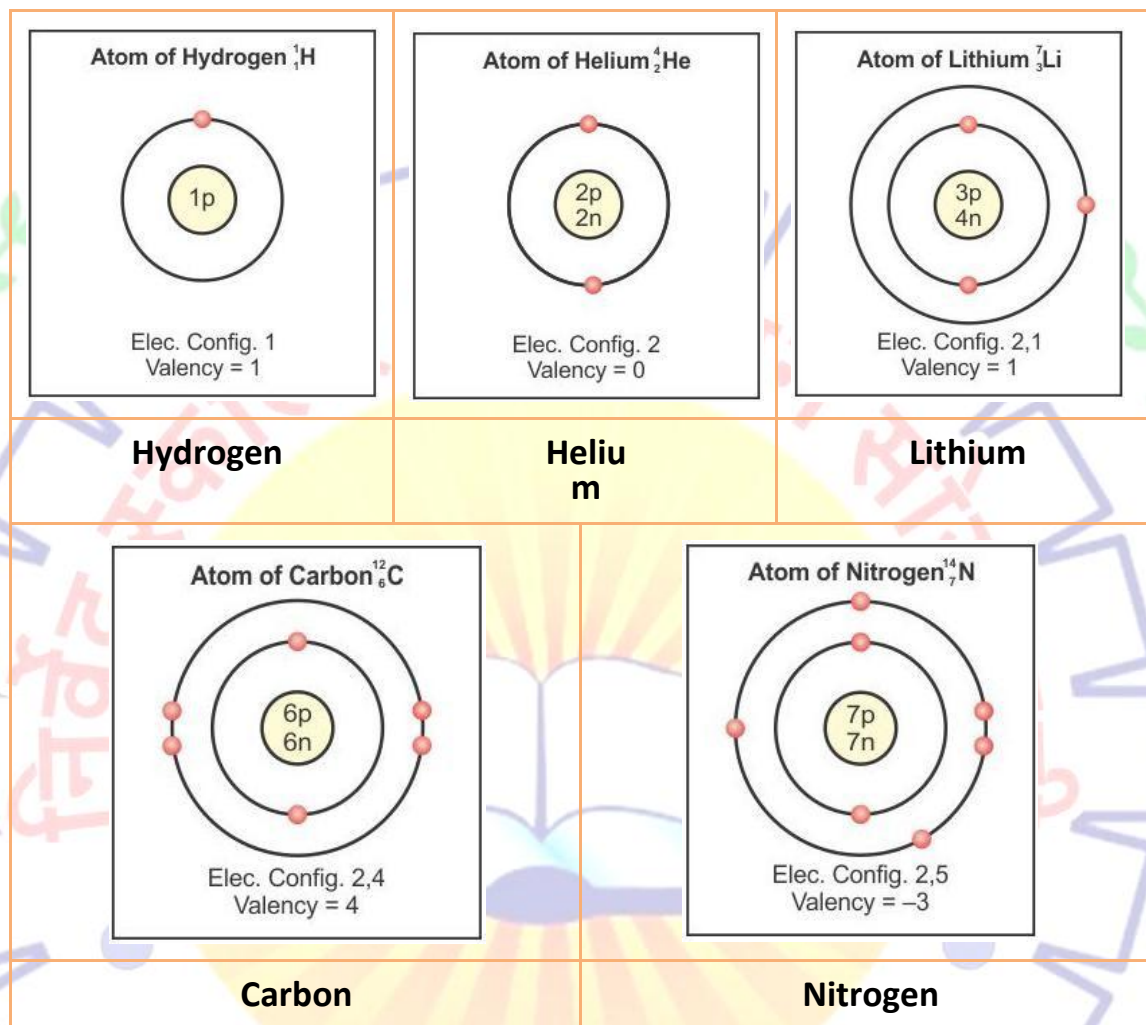 Atom of Hydrogen ¹₁H
1p
Elec. Config. 1
Valency = 1
Atom of Helium ⁴₂He
2p
2n
Elec. Config. 2
Valency = 0
Atom of Lithium ⁷₃Li
3p
4n
Elec. Config. 2,1
Valency = 1
Hydrogen
Heliu
m
Lithium
Atom of Carbon ¹²₆C
6p
6n
Elec. Config. 2,4
Valency = 4
Atom of Nitrogen ¹⁴₇N
7p
7n
Elec. Config. 2,5
Valency = –3
Carbon
Nitrogen